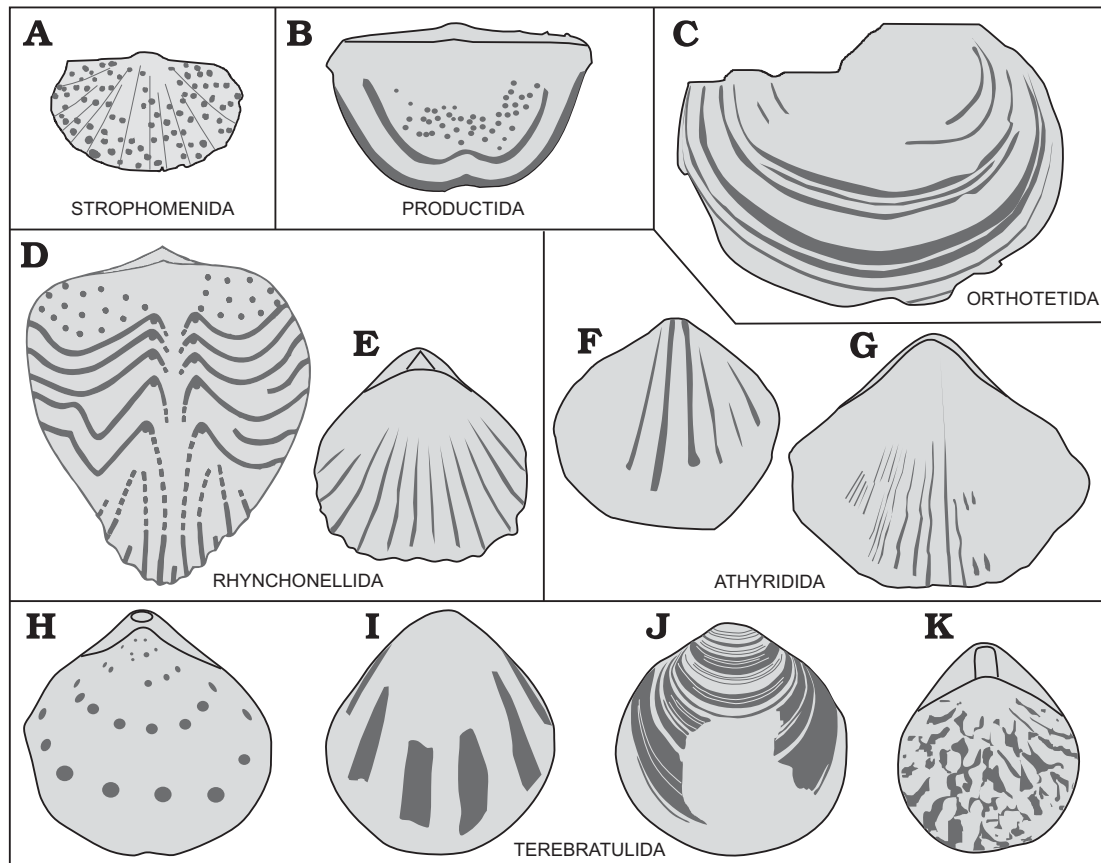 A
STROPHOMENIDA
B
PRODUCTIDA
C
ORTHOTETIDA
D
E
RHYNCHONELLIDA
F
G
ATHYRIDIDA
H
I
J
K
TEREBRATULIDA